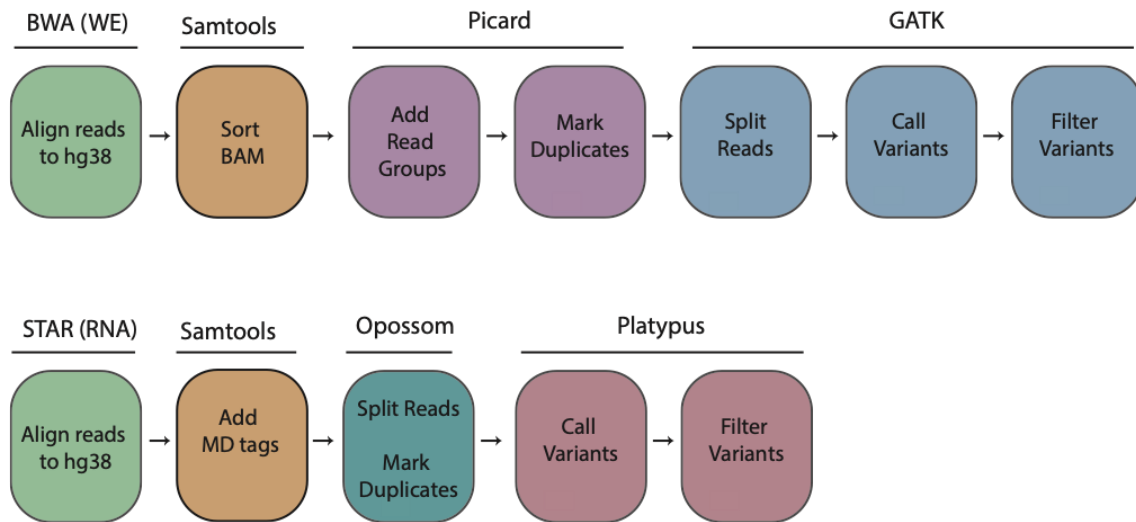 BWA (WE)
Samtools
Picard
GATK
Align reads
to hg38
Sort
BAM
Add
Read
Groups
Mark
Duplicates
Split
Reads
Call
Variants
Filter
Variants
STAR (RNA)
Samtools
Opossom
Platypus
Align reads
to hg38
Add
MD tags
Split Reads
Mark
Duplicates
Call
Variants
Filter
Variants